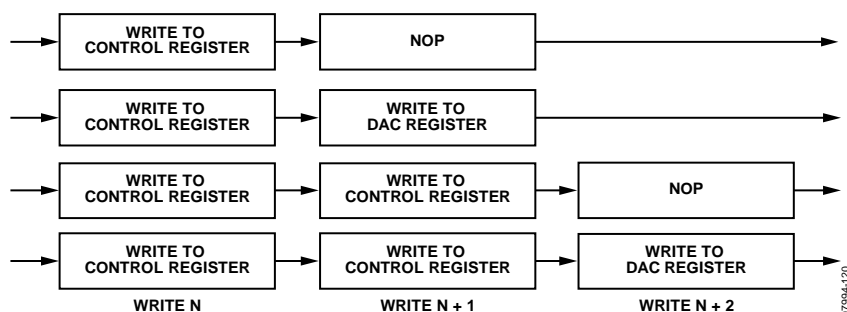 WRITE TO
CONTROL REGISTER
NOP
WRITE TO
CONTROL REGISTER
WRITE TO
DAC REGISTER
WRITE TO
CONTROL REGISTER
WRITE TO
CONTROL REGISTER
NOP
WRITE TO
CONTROL REGISTER
WRITE TO
CONTROL REGISTER
WRITE TO
DAC REGISTER
WRITE N
WRITE N + 1
WRITE N + 2